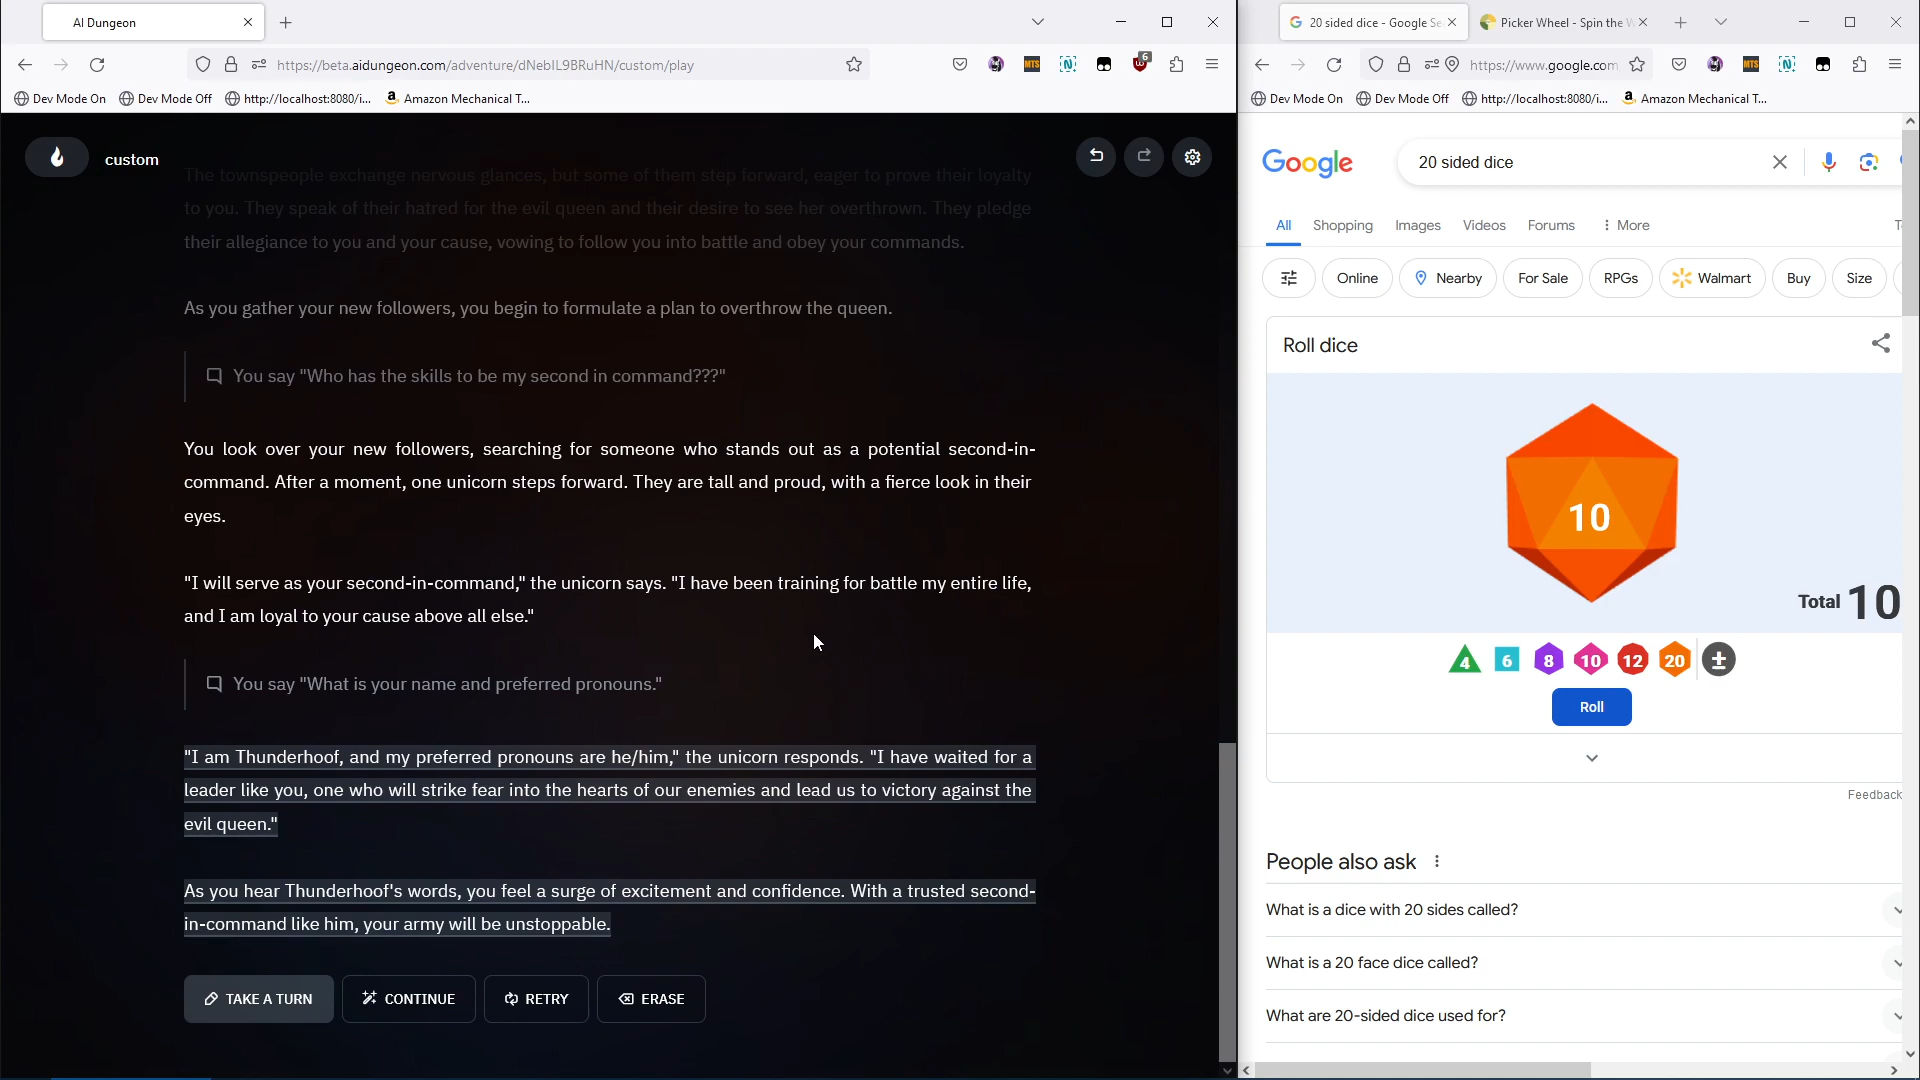 AI Dungeon
https://beta.aidungeon.com/adventure/dNebIL9BRuHN/custom/play
MTS
6
Dev Mode On
Dev Mode Off
http://localhost:8080/i...
Amazon Mechanical T...
custom
The townspeople exchange nervous glances, but some of them step forward, eager to prove their loyalty
to you. They speak of their hatred for the evil queen and their desire to see her overthrown. They pledge
their allegiance to you and your cause, vowing to follow you into battle and obey your commands.
As you gather your new followers, you begin to formulate a plan to overthrow the queen.
You say "Who has the skills to be my second in command???"
You look over your new followers, searching for someone who stands out as a potential second-in-
command. After a moment, one unicorn steps forward. They are tall and proud, with a fierce look in their
eyes.
"I will serve as your second-in-command," the unicorn says. "I have been training for battle my entire life,
and I am loyal to your cause above all else."
You say "What is your name and preferred pronouns."
"I am Thunderhoof, and my preferred pronouns are he/him," the unicorn responds. "I have waited for a
leader like you, one who will strike fear into the hearts of our enemies and lead us to victory against the
evil queen."
As you hear Thunderhoof's words, you feel a surge of excitement and confidence. With a trusted second-
in-command like him, your army will be unstoppable.
TAKE A TURN
CONTINUE
RETRY
ERASE
20 sided dice - Google Se
Picker Wheel - Spin the W
https://www.google.com
MTS
Dev Mode On
Dev Mode Off
http://localhost:8080/i...
Amazon Mechanical T...
Google
20 sided dice
All
Shopping
Images
Videos
Forums
More
Online
Nearby
For Sale
RPGs
Walmart
Buy
Size
Roll dice
10
Total 10
4
6
8
10
12
20
Roll
Feedback
People also ask
What is a dice with 20 sides called?
What is a 20 face dice called?
What are 20-sided dice used for?